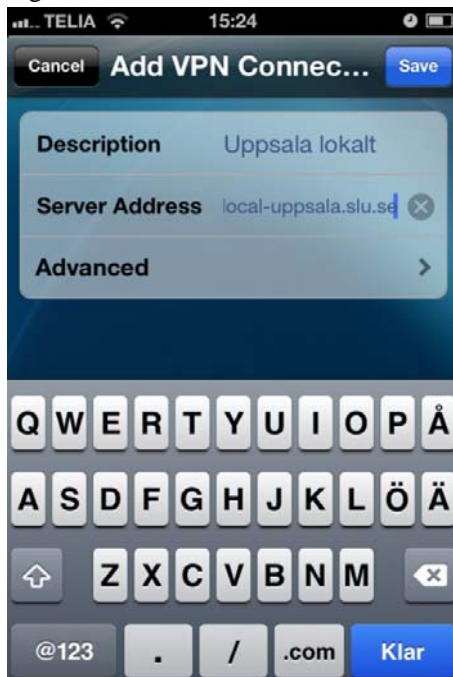 TELIA 15:24
Cancel Add VPN Connec... Save
Description Uppsala lokalt
Server Address local-uppsala.slu.se
Advanced
Q W E R T Y U I O P Å
A S D F G H J K L Ö Ä
Z X C V B N M
@123 . / .com Klar